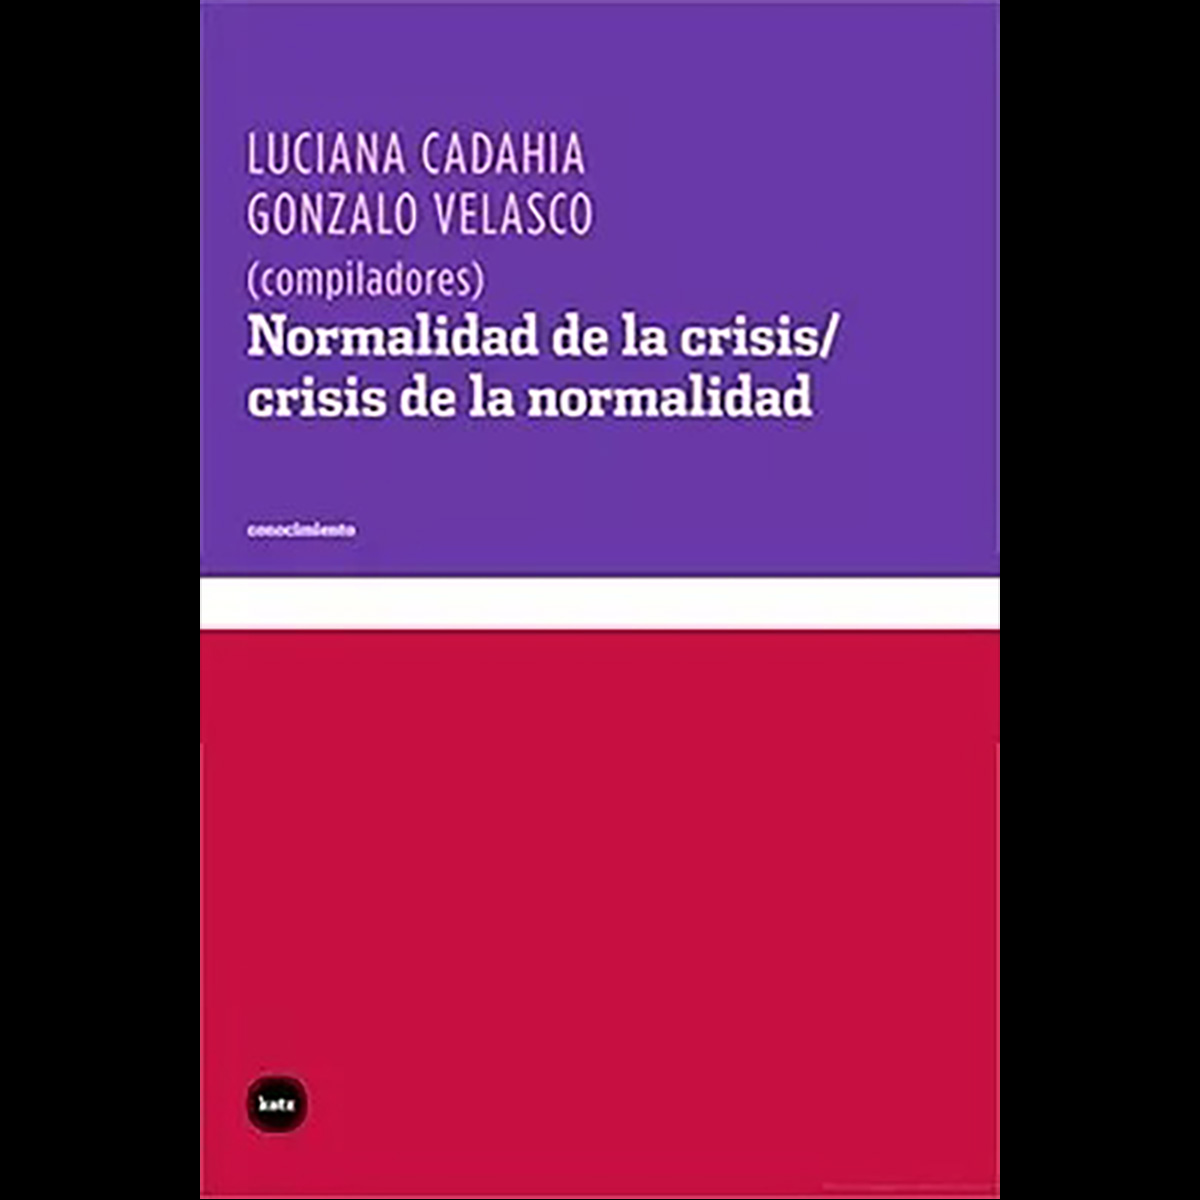 LUCIANA CADAHIA
GONZALO VELASCO
(compiladores)
Normalidad de la crisis/
crisis de la normalidad
conocimiento
katz